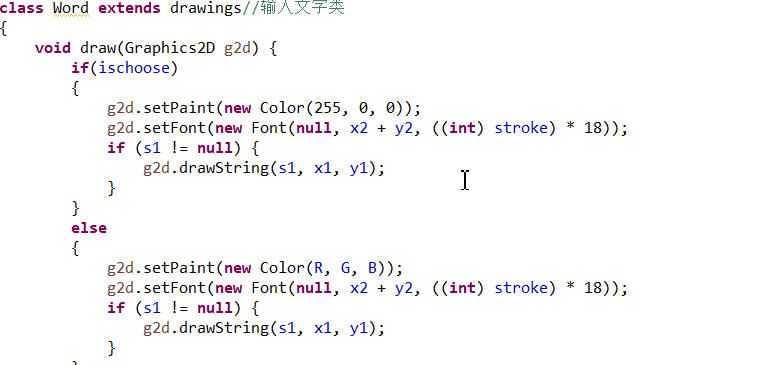 class Word extends drawings//输入文字类
{
void draw(Graphics2D g2d) {
if(ischoose)
{
g2d.setPaint(new Color(255, 0, 0));
g2d.setFont(new Font(null, x2 + y2, ((int) stroke) * 18));
if (s1 != null) {
g2d.drawString(s1, x1, y1);
}
}
else
{
g2d.setPaint(new Color(R, G, B));
g2d.setFont(new Font(null, x2 + y2, ((int) stroke) * 18));
if (s1 != null) {
g2d.drawString(s1, x1, y1);
}